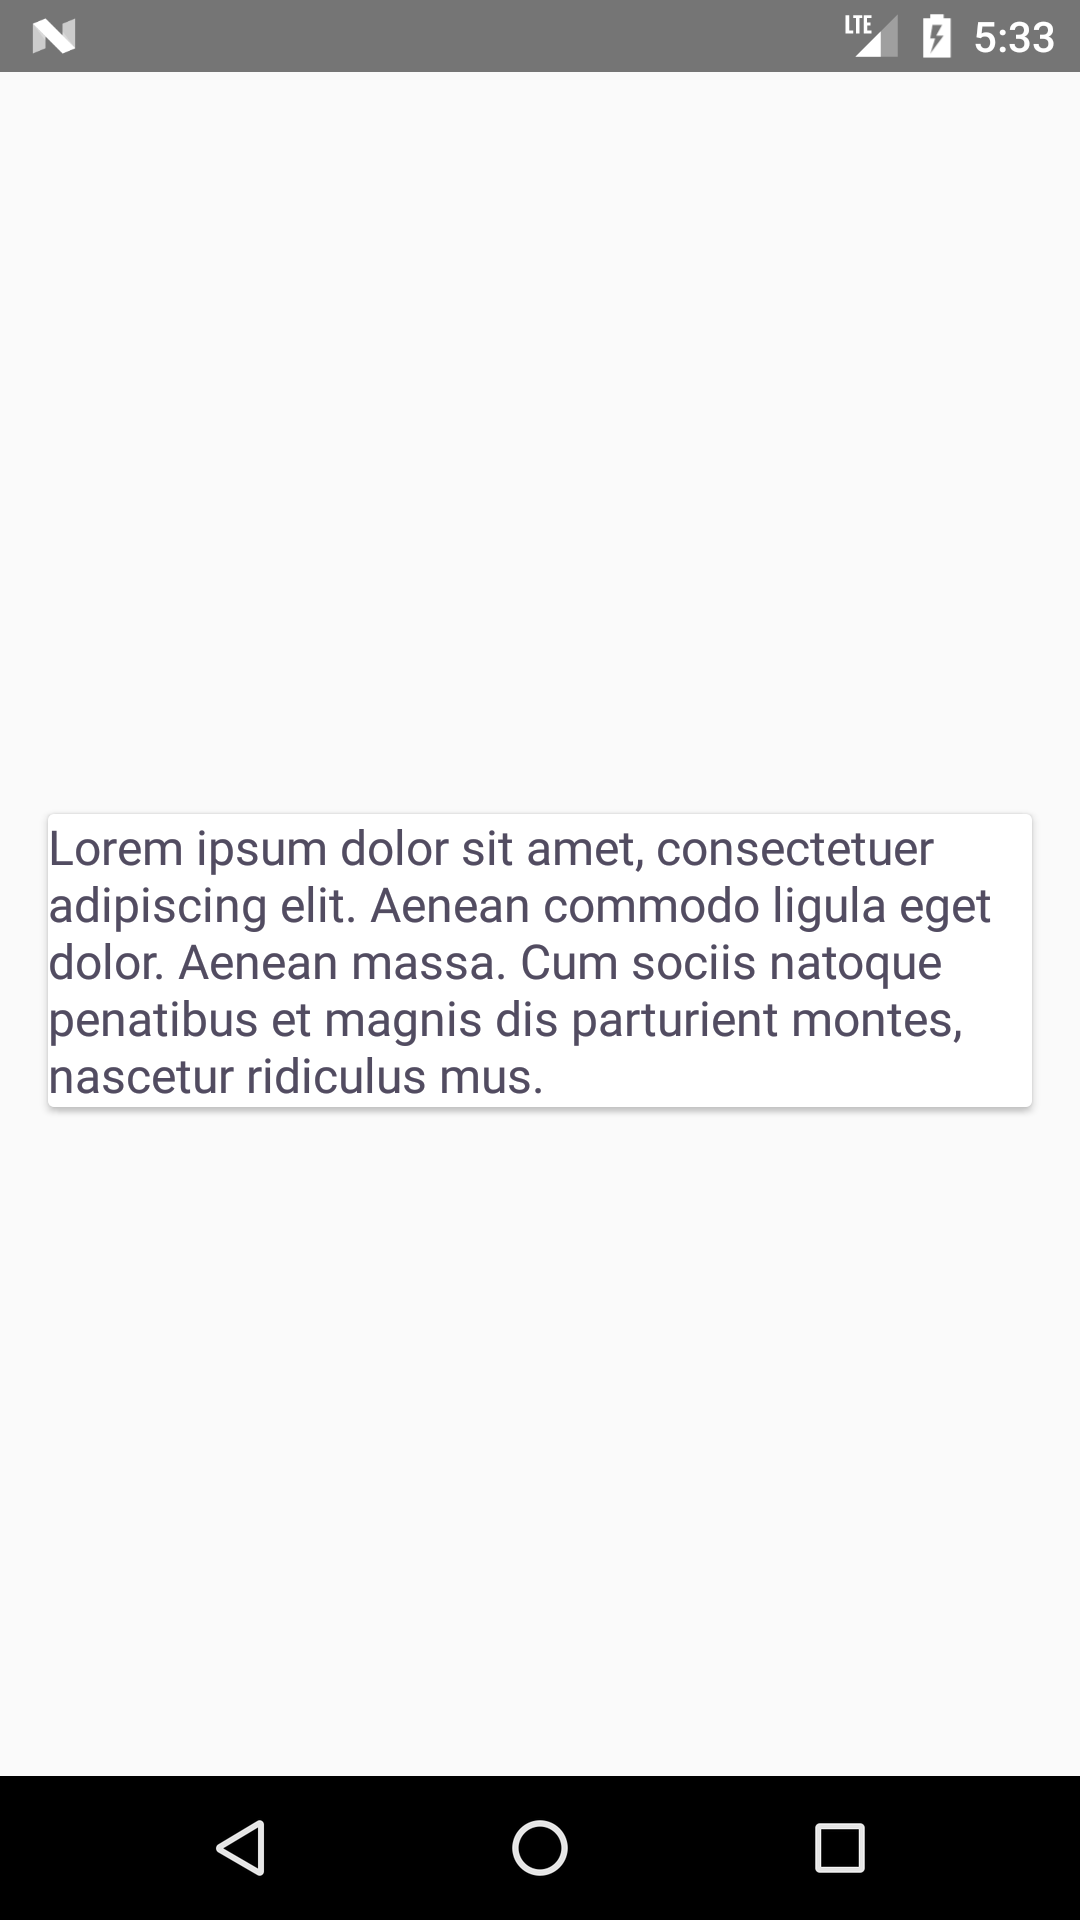 LTE 5:33
Lorem ipsum dolor sit amet, consectetuer
adipiscing elit. Aenean commodo ligula eget
dolor. Aenean massa. Cum sociis natoque
penatibus et magnis dis parturient montes,
nascetur ridiculus mus.